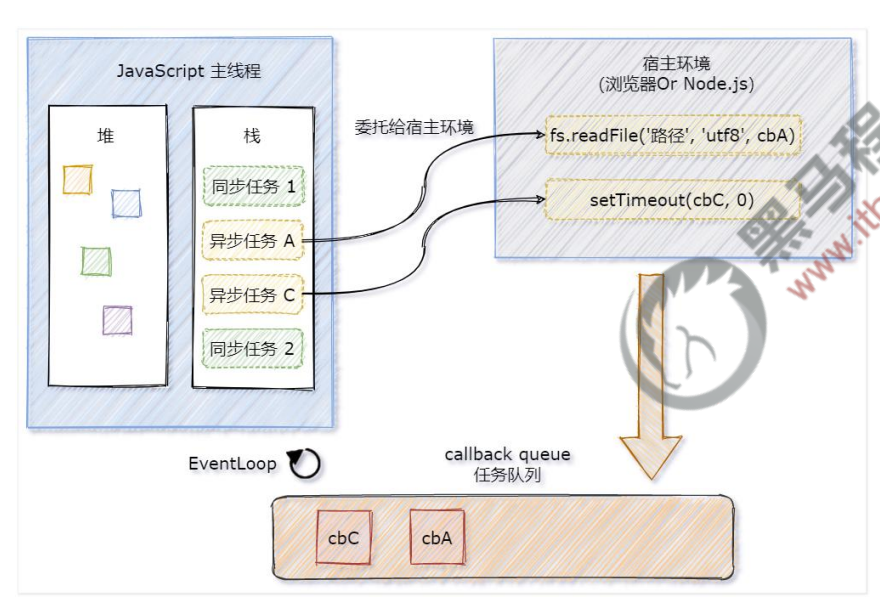 JavaScript 主线程
堆
栈
同步任务 1
异步任务 A
异步任务 C
同步任务 2
委托给宿主环境
宿主环境
(浏览器Or Node.js)
fs.readFile('路径', 'utf8', cbA)
setTimeout(cbC, 0)
EventLoop
callback queue
任务队列
cbC
cbA
黑马程
www.itb